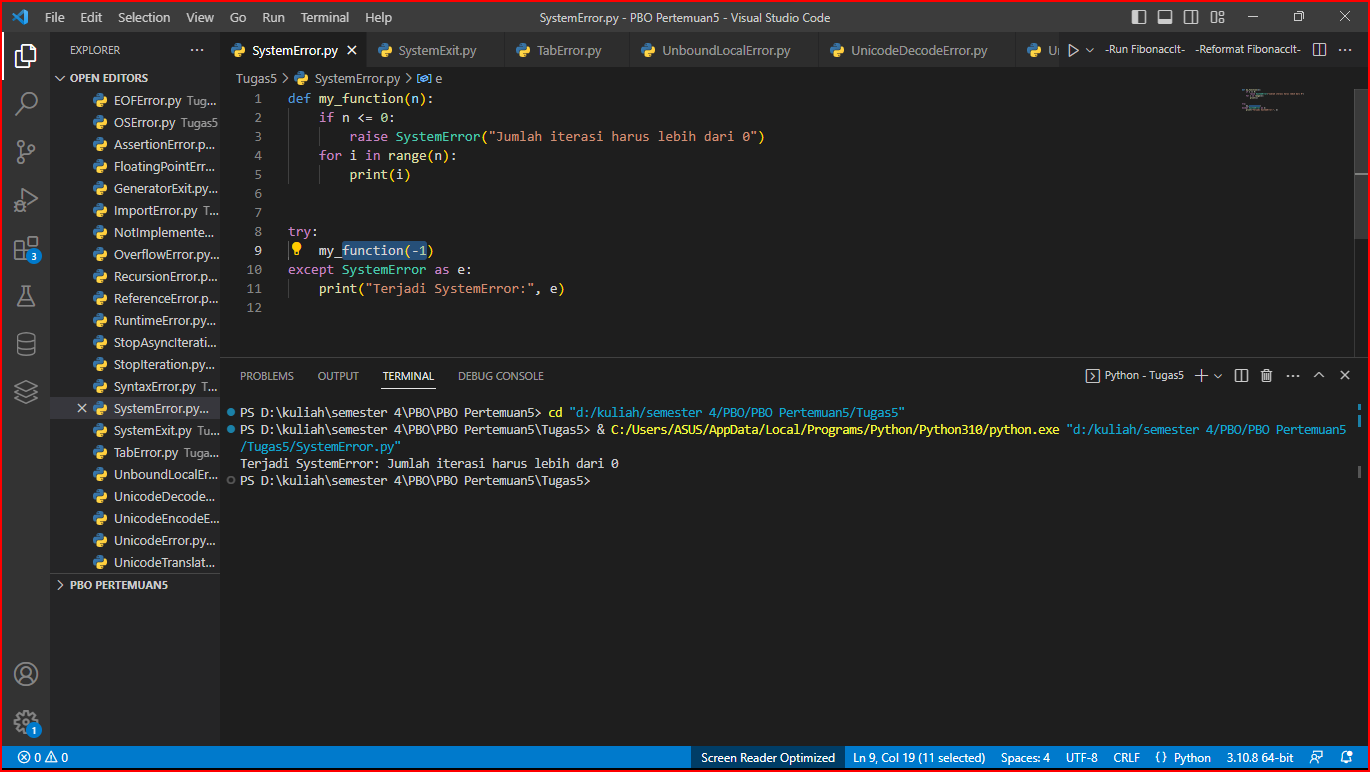 File Edit Selection View Go Run Terminal Help
SystemError.py - PBO Pertemuan5 - Visual Studio Code
EXPLORER
OPEN EDITORS
EOFError.py Tug...
OSError.py Tugas5
AssertionError.p...
FloatingPointErr...
GeneratorExit.py...
ImportError.py T...
NotImplemente...
OverflowError.py...
RecursionError.p...
ReferenceError.p...
RuntimeError.py...
StopAsyncIterati...
StopIteration.py...
SyntaxError.py T...
SystemError.py...
SystemExit.py Tu...
TabError.py Tuga...
UnboundLocalEr...
UnicodeDecode...
UnicodeEncodeE...
UnicodeError.py...
UnicodeTranslat...
PBO PERTEMUAN5
3
1
SystemError.py SystemExit.py TabError.py UnboundLocalError.py UnicodeDecodeError.py -Run FibonaccIt- -Reformat FibonaccIt-
Tugas5 > SystemError.py > e
1 def my_function(n):
2 if n <= 0:
3 raise SystemError("Jumlah iterasi harus lebih dari 0")
4 for i in range(n):
5 print(i)
6
7
8 try:
9 my_function(-1)
10 except SystemError as e:
11 print("Terjadi SystemError:", e)
12
PROBLEMS OUTPUT TERMINAL DEBUG CONSOLE
Python - Tugas5
PS D:\kuliah\semester 4\PBO\PBO Pertemuan5> cd "d:/kuliah/semester 4/PBO/PBO Pertemuan5/Tugas5"
PS D:\kuliah\semester 4\PBO\PBO Pertemuan5\Tugas5> & C:/Users/ASUS/AppData/Local/Programs/Python/Python310/python.exe "d:/kuliah/semester 4/PBO/PBO Pertemuan5
/Tugas5/SystemError.py"
Terjadi SystemError: Jumlah iterasi harus lebih dari 0
PS D:\kuliah\semester 4\PBO\PBO Pertemuan5\Tugas5>
0 0
Screen Reader Optimized Ln 9, Col 19 (11 selected) Spaces: 4 UTF-8 CRLF {} Python 3.10.8 64-bit